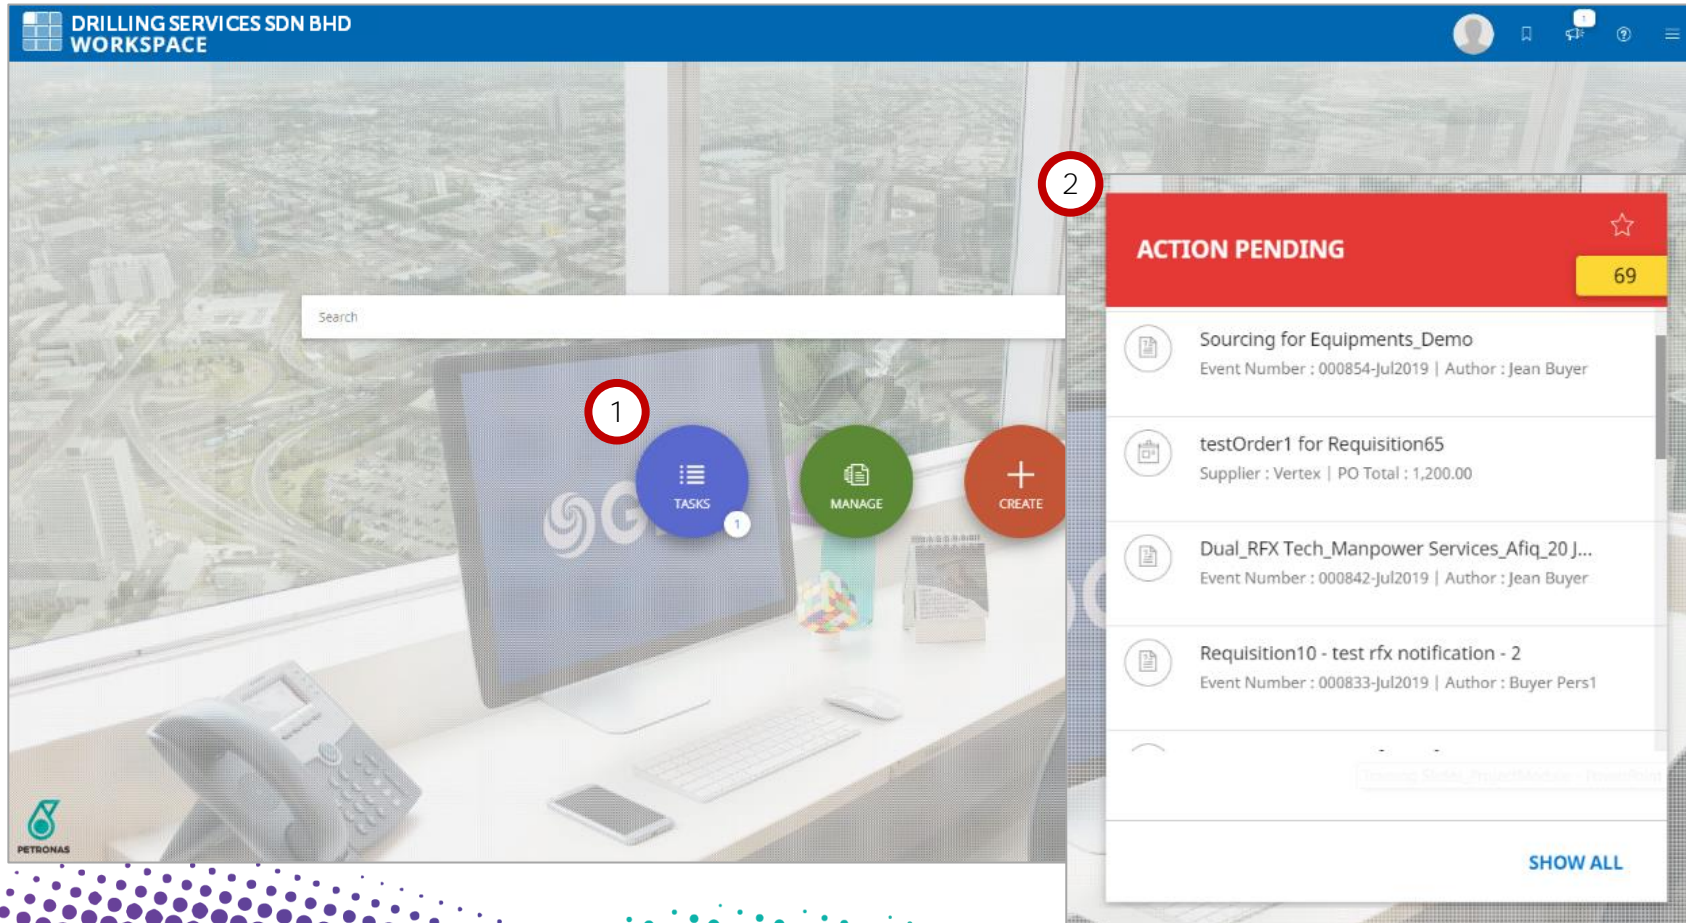 DRILLING SERVICES SDN BHD
WORKSPACE
1
2
ACTION PENDING
69
Search
Sourcing for Equipments_Demo
Event Number : 000854-Jul2019 | Author : Jean Buyer
1
testOrder1 for Requisition65
Supplier : Vertex | PO Total : 1,200.00
TASKS
1
MANAGE
CREATE
Dual_RFX Tech_Manpower Services_Afiq_20 J...
Event Number : 000842-Jul2019 | Author : Jean Buyer
Requisition10 - test rfx notification - 2
Event Number : 000833-Jul2019 | Author : Buyer Pers1
PETRONAS
SHOW ALL